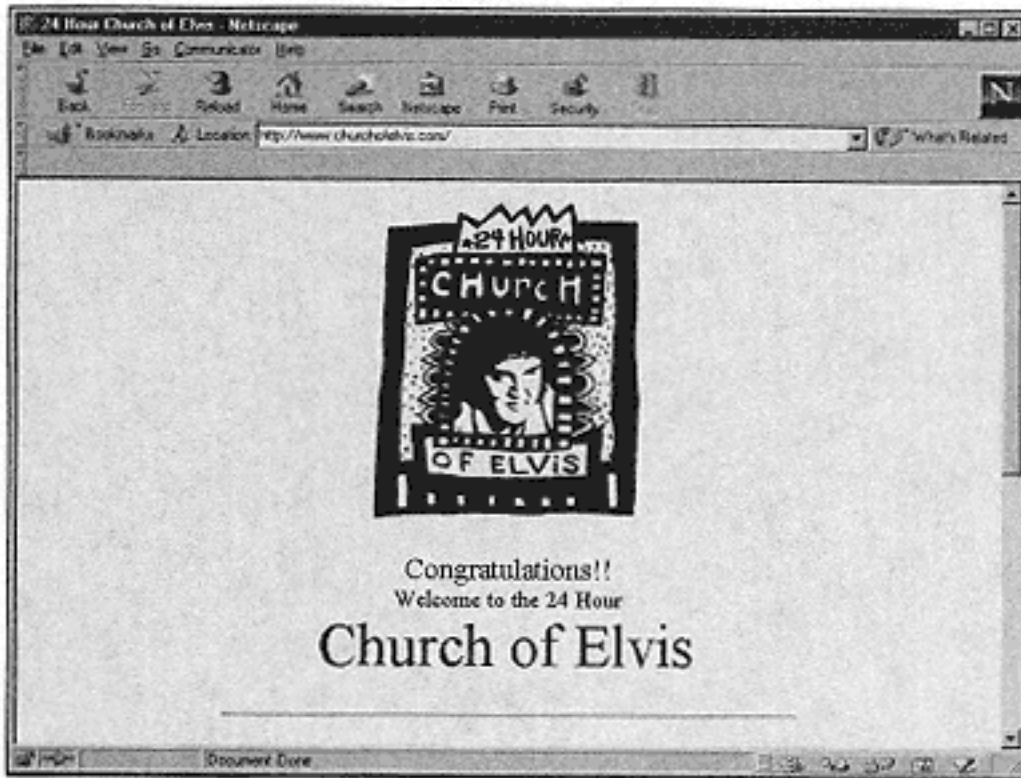 24 Hour Church of Elvis - Netscape
File Edit View Go Communicator Help
Back Reload Home Search Netscape Print Security
Bookmarks Location http://www.churchofelvis.com/ What's Related
24 HOUR
CHurcH
OF ELViS
Congratulations!!
Welcome to the 24 Hour
Church of Elvis
Document Done